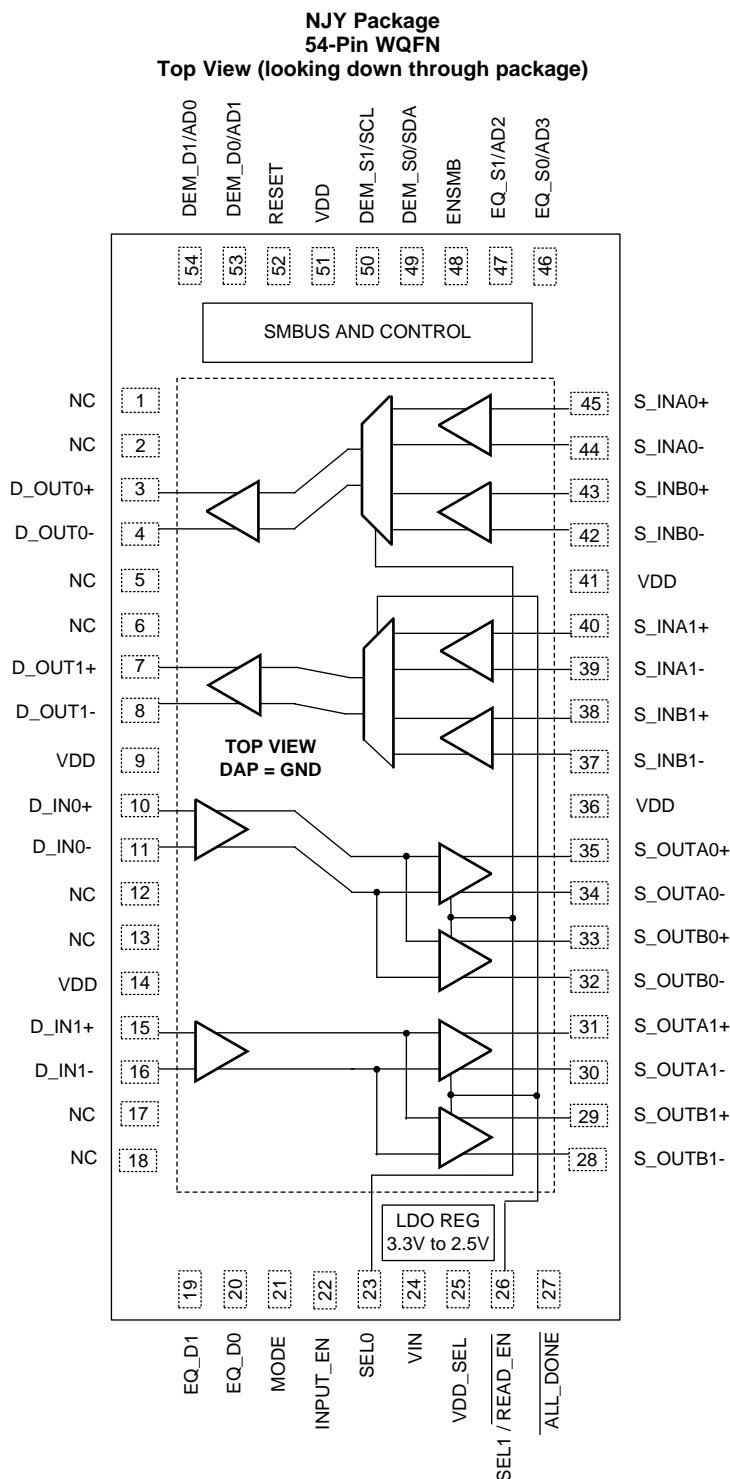 NJY Package
54-Pin WQFN
Top View (looking down through package)
DEM_D1/AD0
DEM_D0/AD1
RESET
VDD
DEM_S1/SCL
DEM_S0/SDA
ENSMB
EQ_S1/AD2
EQ_S0/AD3
54
53
52
51
50
49
48
47
46
SMBUS AND CONTROL
NC 1
45 S_INA0+
NC 2
44 S_INA0-
D_OUT0+ 3
43 S_INB0+
D_OUT0- 4
42 S_INB0-
NC 5
41 VDD
NC 6
40 S_INA1+
D_OUT1+ 7
39 S_INA1-
D_OUT1- 8
38 S_INB1+
TOP VIEW
DAP = GND
VDD 9
37 S_INB1-
D_IN0+ 10
36 VDD
D_IN0- 11
35 S_OUTA0+
NC 12
34 S_OUTA0-
NC 13
33 S_OUTB0+
VDD 14
32 S_OUTB0-
D_IN1+ 15
31 S_OUTA1+
D_IN1- 16
30 S_OUTA1-
NC 17
29 S_OUTB1+
NC 18
28 S_OUTB1-
LDO REG
3.3V to 2.5V
19
20
21
22
23
24
25
26
27
EQ_D1
EQ_D0
MODE
INPUT_EN
SEL0
VIN
VDD_SEL
SEL1 / READ_EN
ALL_DONE